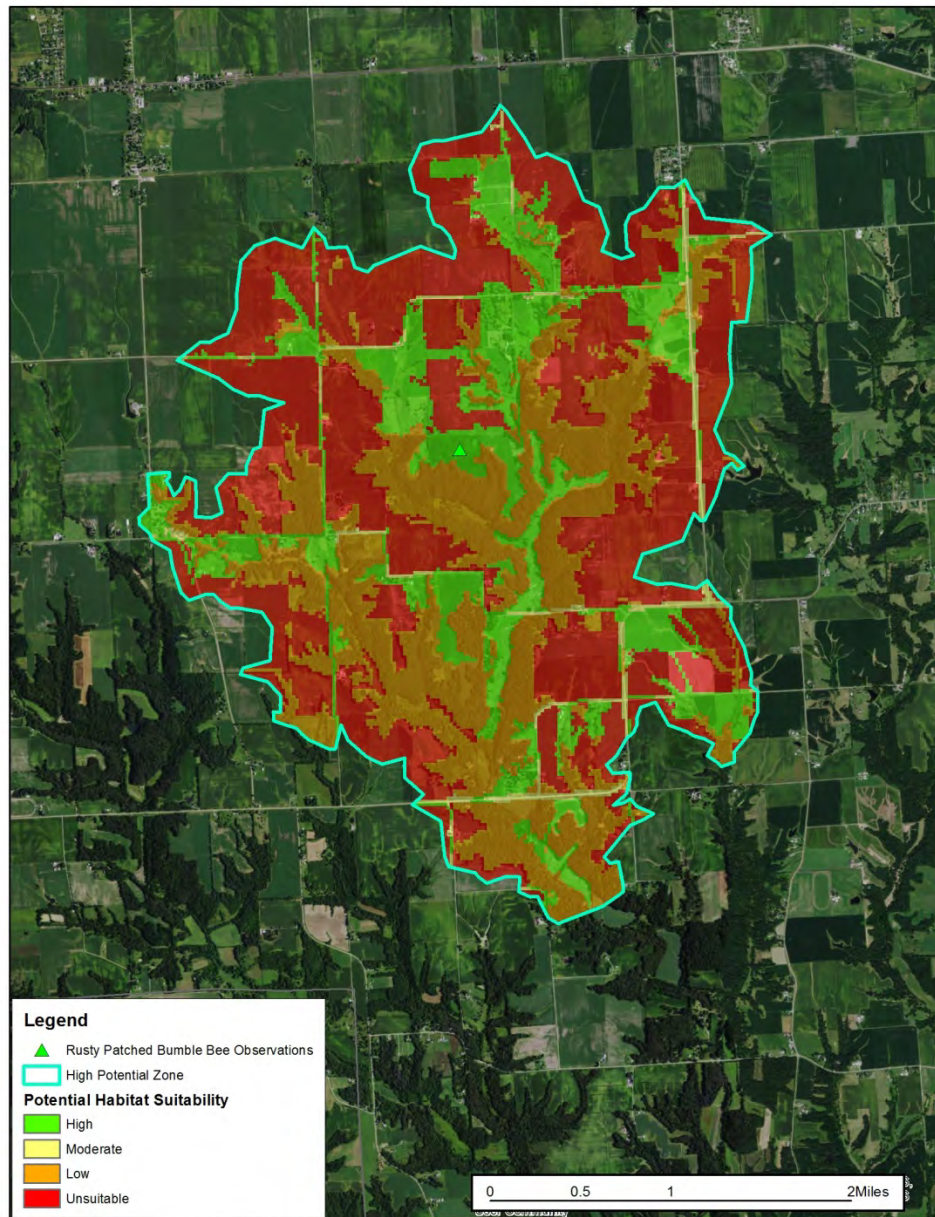 Legend
Rusty Patched Bumble Bee Observations
High Potential Zone
Potential Habitat Suitability
High
Moderate
Low
Unsuitable
0 0.5 1 2Miles